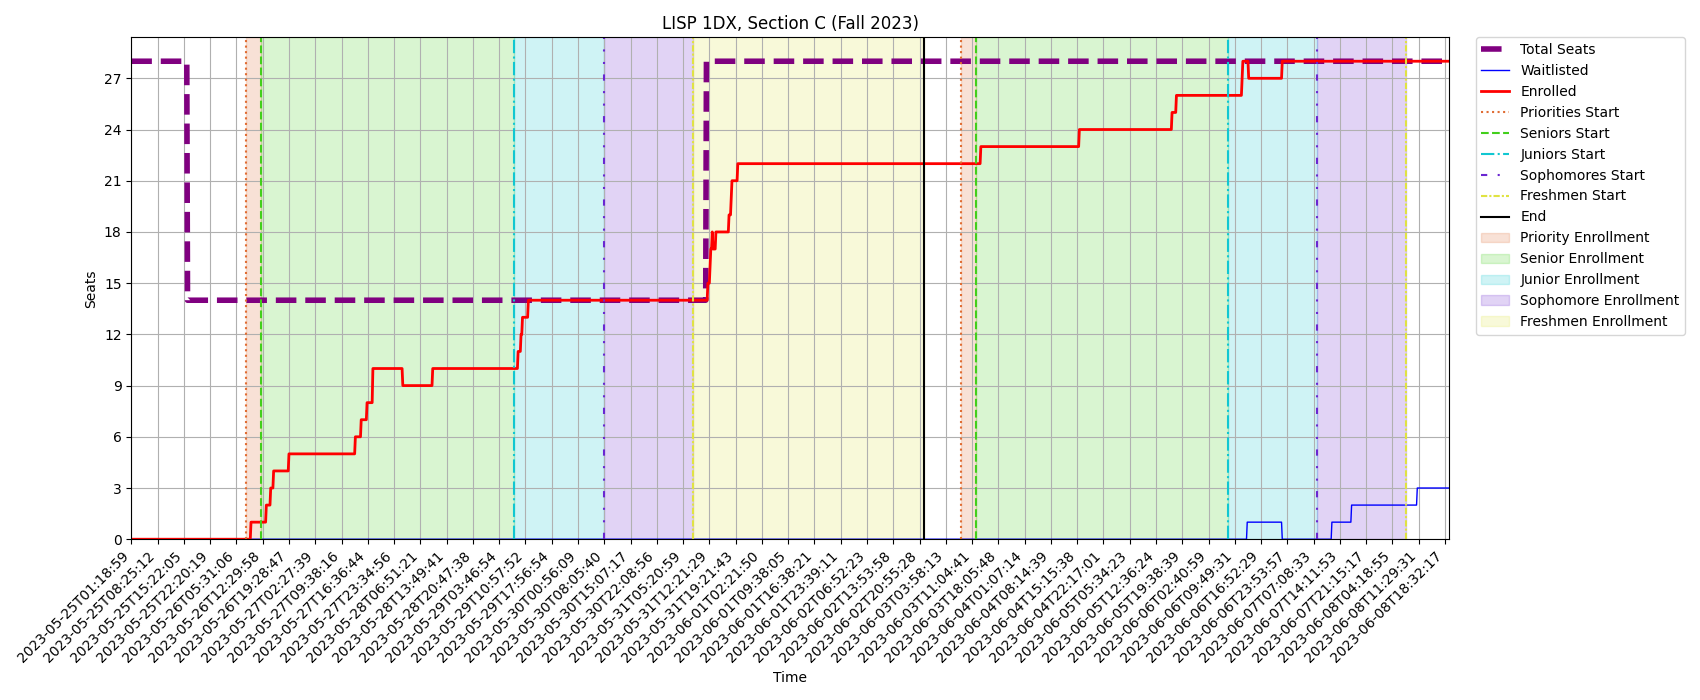 LISP 1DX, Section C (Fall 2023)
Seats
27
24
21
18
15
12
9
6
3
0
2023-05-25T01:18:59
2023-05-25T08:25:12
2023-05-25T15:22:05
2023-05-25T22:20:19
2023-05-26T05:31:06
2023-05-26T12:29:58
2023-05-26T19:28:47
2023-05-27T02:27:39
2023-05-27T09:38:16
2023-05-27T16:36:44
2023-05-27T23:34:56
2023-05-28T06:51:21
2023-05-28T13:49:41
2023-05-28T20:47:38
2023-05-29T03:46:54
2023-05-29T10:57:52
2023-05-29T17:56:54
2023-05-30T00:56:09
2023-05-30T08:05:40
2023-05-30T15:07:17
2023-05-30T22:08:56
2023-05-31T05:20:59
2023-05-31T12:21:29
2023-05-31T19:21:43
2023-06-01T02:21:50
2023-06-01T09:38:05
2023-06-01T16:38:21
2023-06-01T23:39:11
2023-06-02T06:52:23
2023-06-02T13:53:58
2023-06-02T20:55:28
2023-06-03T03:58:13
2023-06-03T11:04:41
2023-06-03T18:05:48
2023-06-04T01:07:14
2023-06-04T08:14:39
2023-06-04T15:15:38
2023-06-04T22:17:01
2023-06-05T05:34:23
2023-06-05T12:36:24
2023-06-05T19:38:39
2023-06-06T02:40:59
2023-06-06T09:49:31
2023-06-06T16:52:29
2023-06-06T23:53:57
2023-06-07T07:08:33
2023-06-07T14:11:53
2023-06-07T21:15:17
2023-06-08T04:18:55
2023-06-08T11:29:31
2023-06-08T18:32:17
Time
Total Seats
Waitlisted
Enrolled
Priorities Start
Seniors Start
Juniors Start
Sophomores Start
Freshmen Start
End
Priority Enrollment
Senior Enrollment
Junior Enrollment
Sophomore Enrollment
Freshmen Enrollment